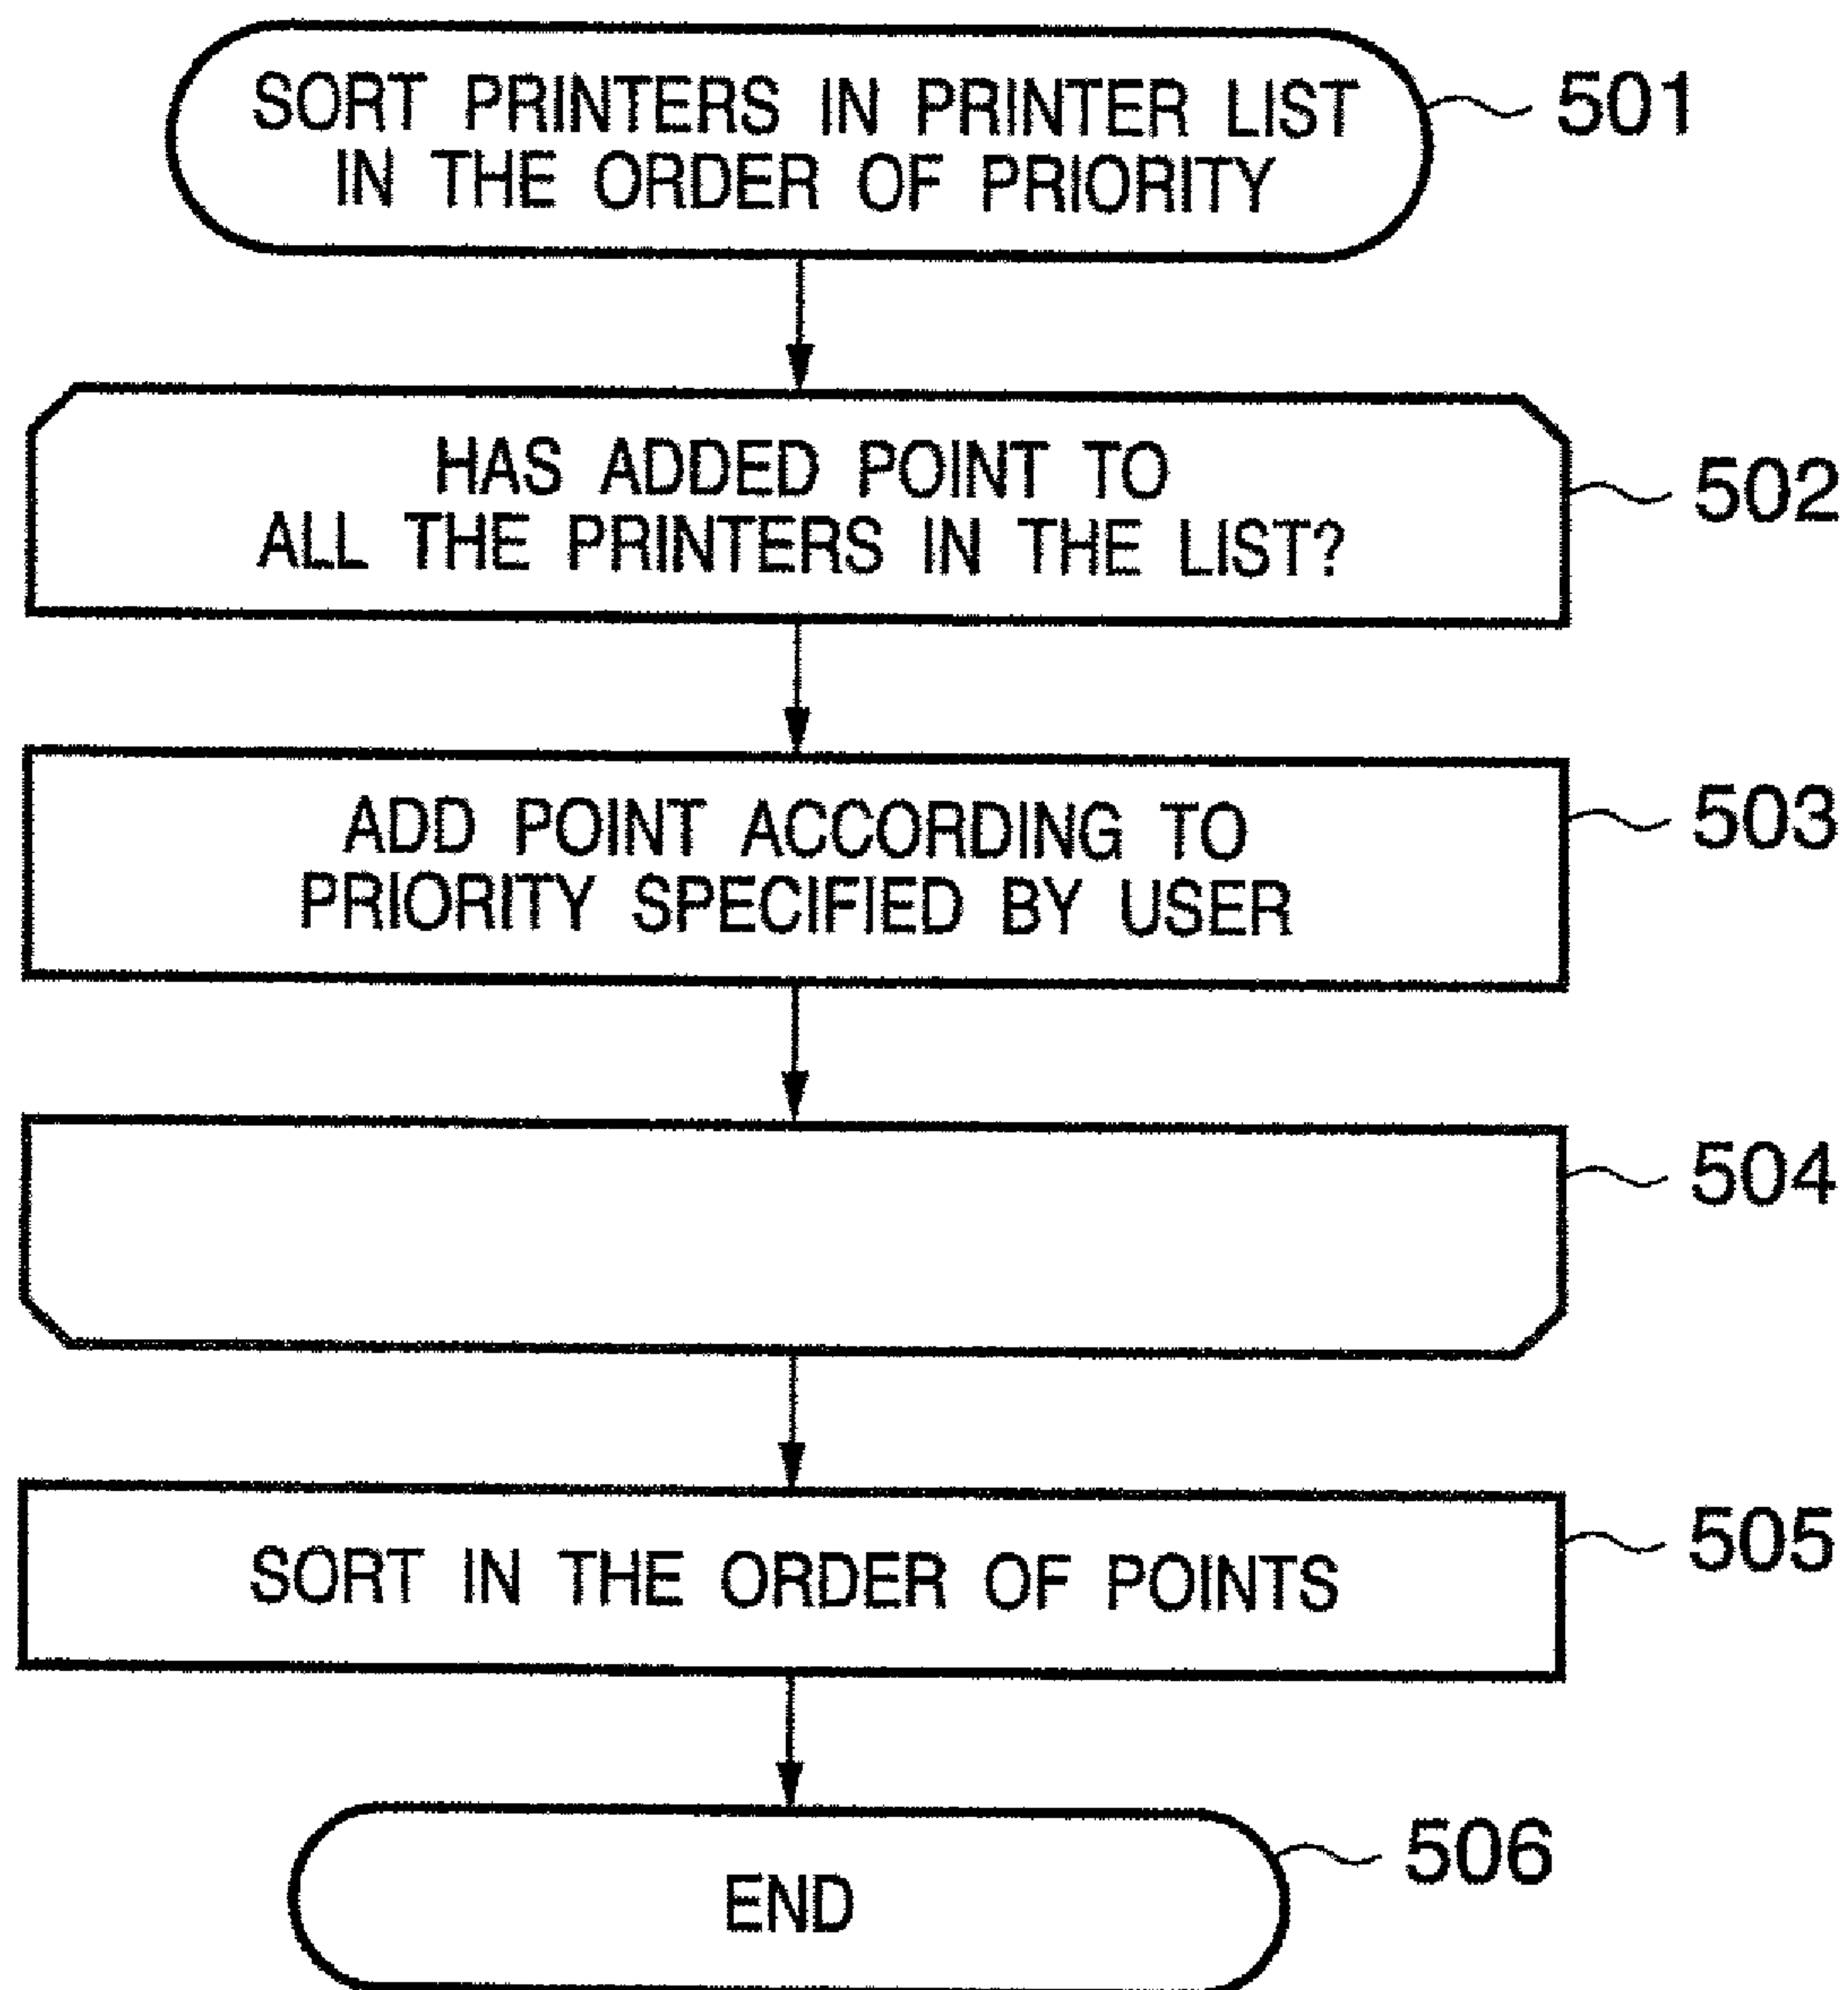 SORT PRINTERS IN PRINTER LIST
IN THE ORDER OF PRIORITY
501
HAS ADDED POINT TO
ALL THE PRINTERS IN THE LIST?
502
ADD POINT ACCORDING TO
PRIORITY SPECIFIED BY USER
503
504
SORT IN THE ORDER OF POINTS
505
END
506